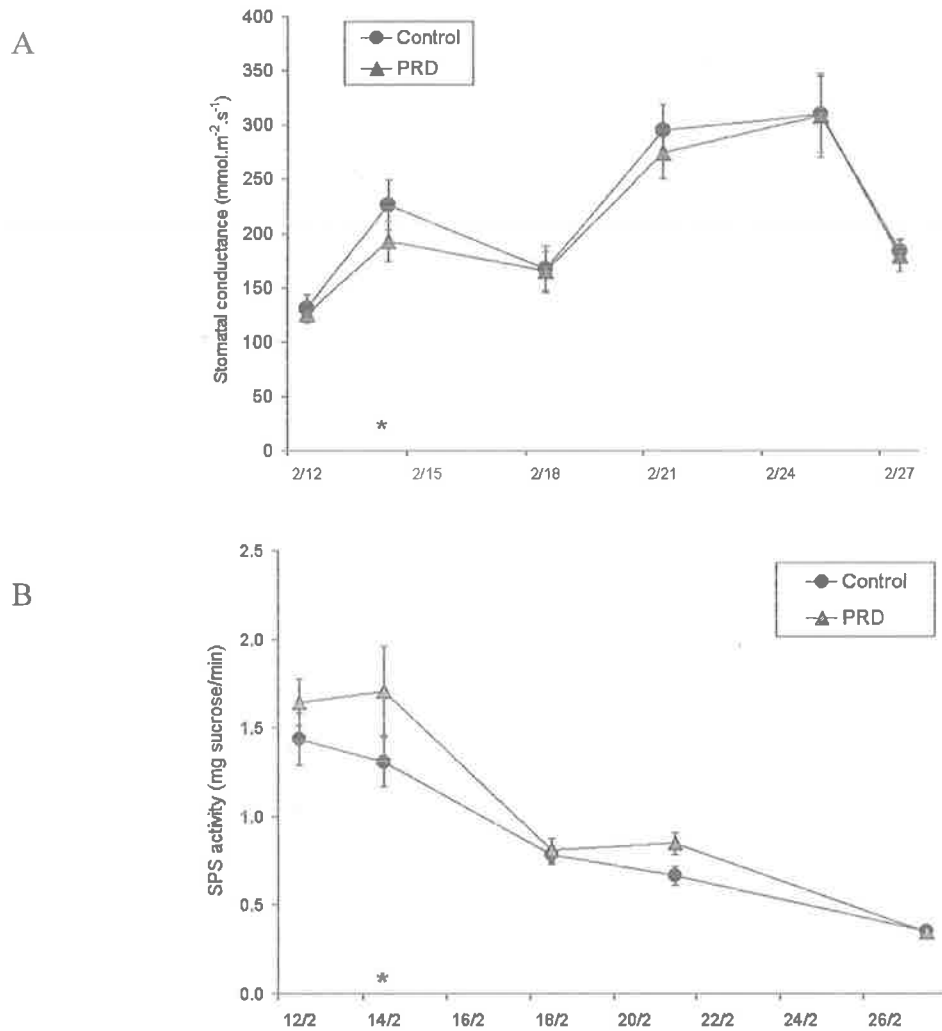 A
Stomatal conductance (mmol.m⁻².s⁻¹)
400
350
300
250
200
150
100
50
0
Control
PRD
*
2/12 2/15 2/18 2/21 2/24 2/27
B
SPS activity (mg sucrose/min)
2.5
2.0
1.5
1.0
0.5
0.0
Control
PRD
*
12/2 14/2 16/2 18/2 20/2 22/2 24/2 26/2